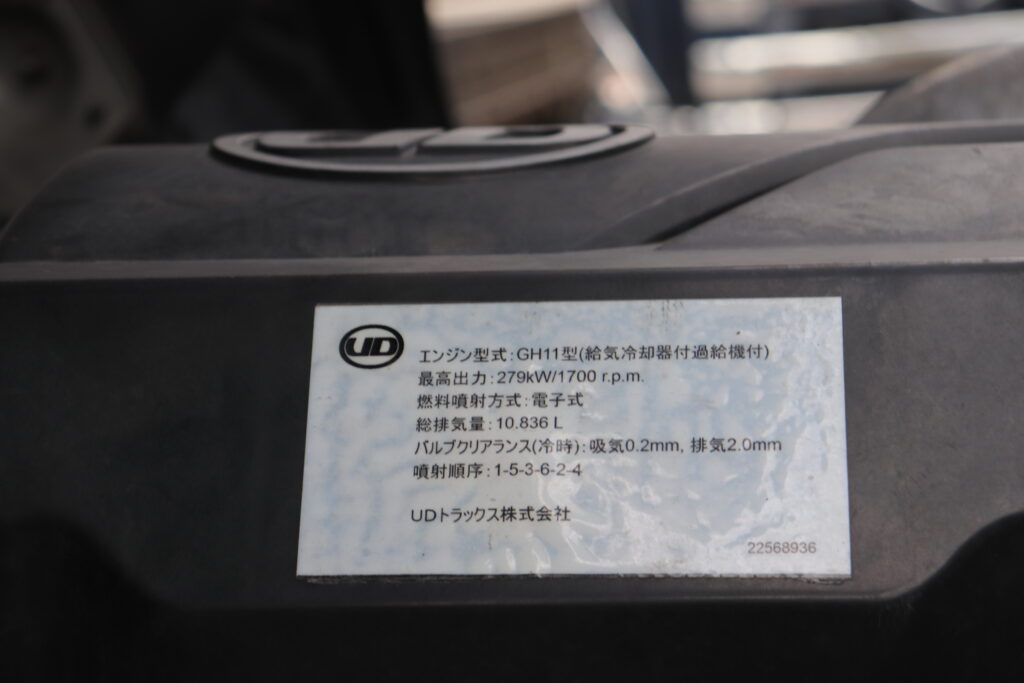 UD
UD
エンジン型式:GH11型(給気冷却器付過給機付)
最高出力:279kW/1700 r.p.m.
燃料噴射方式:電子式
総排気量:10.836 L
バルブクリアランス(冷時):吸気0.2mm, 排気2.0mm
噴射順序:1-5-3-6-2-4
UDトラックス株式会社
22568936